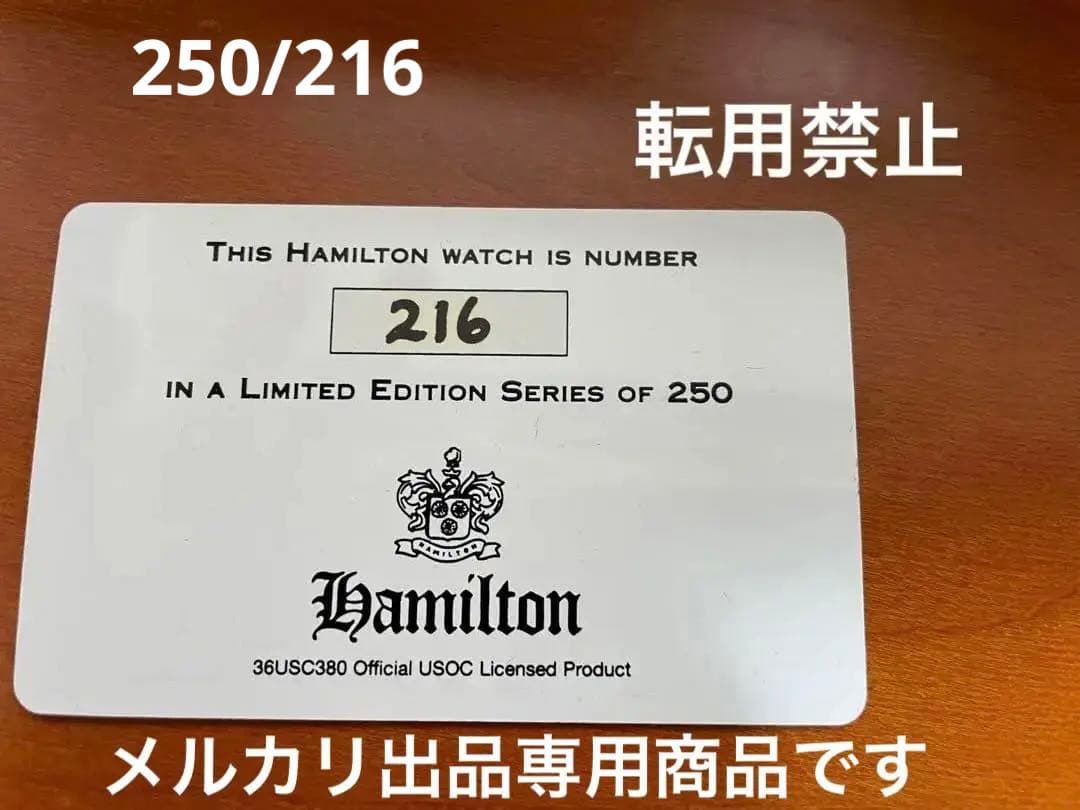 250/216
転用禁止
THIS HAMILTON WATCH IS NUMBER
216
IN A LIMITED EDITION SERIES OF 250
HAMILTON
Hamilton
36USC380 Official USOC Licensed Product
メルカリ出品専用商品です